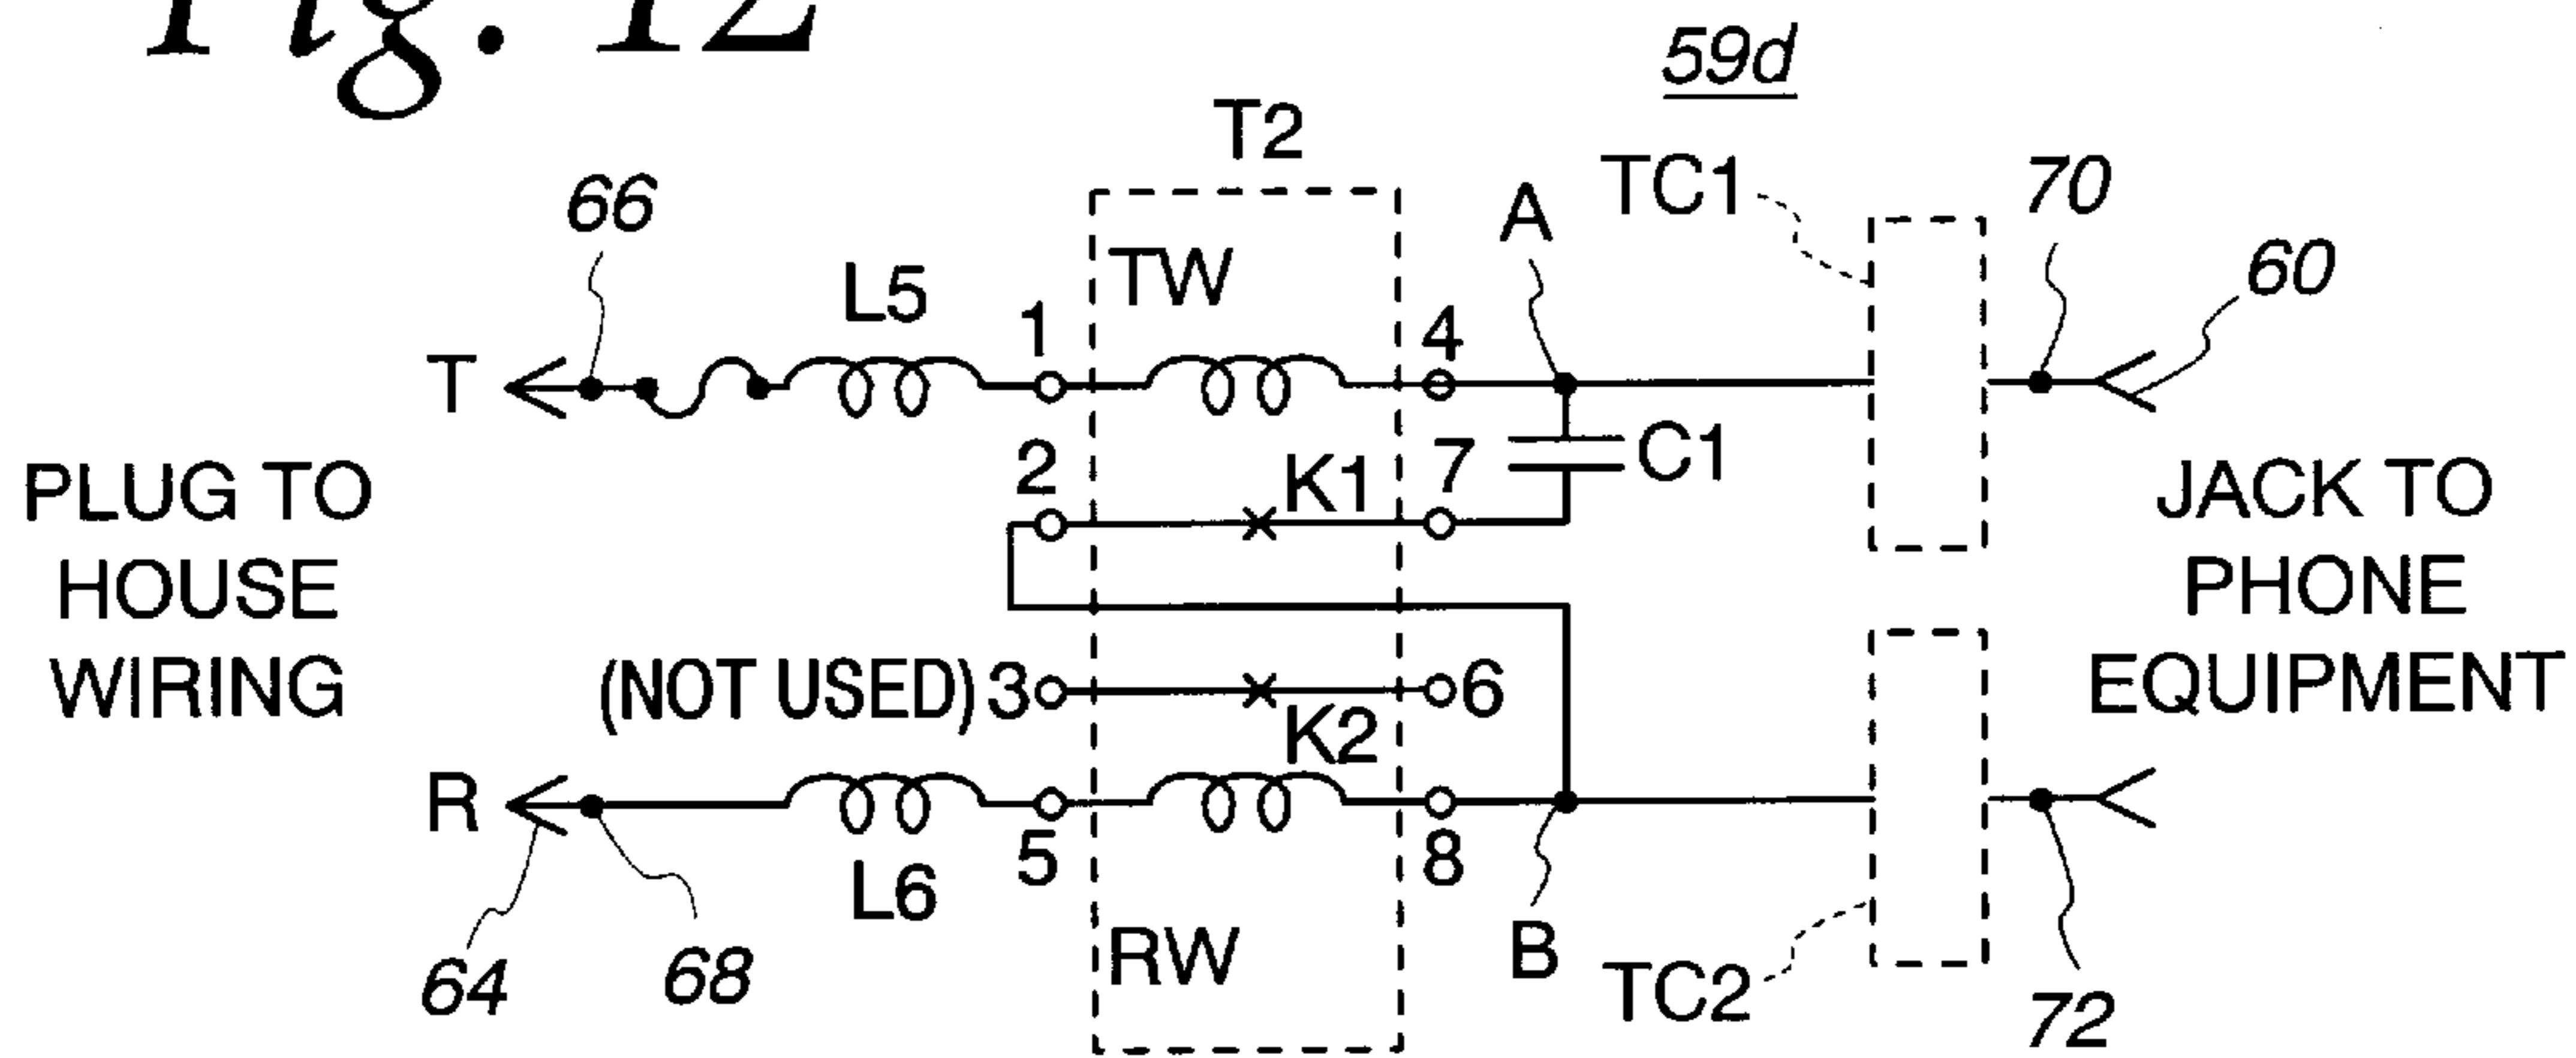 Fig. 12
59d
T2
TC1
70
66
A
60
TW
L5
1
4
T
C1
2
K1
7
PLUG TO
HOUSE
WIRING
JACK TO
PHONE
EQUIPMENT
(NOT USED) 3
6
K2
R
5
8
L6
RW
B
TC2
64
68
72